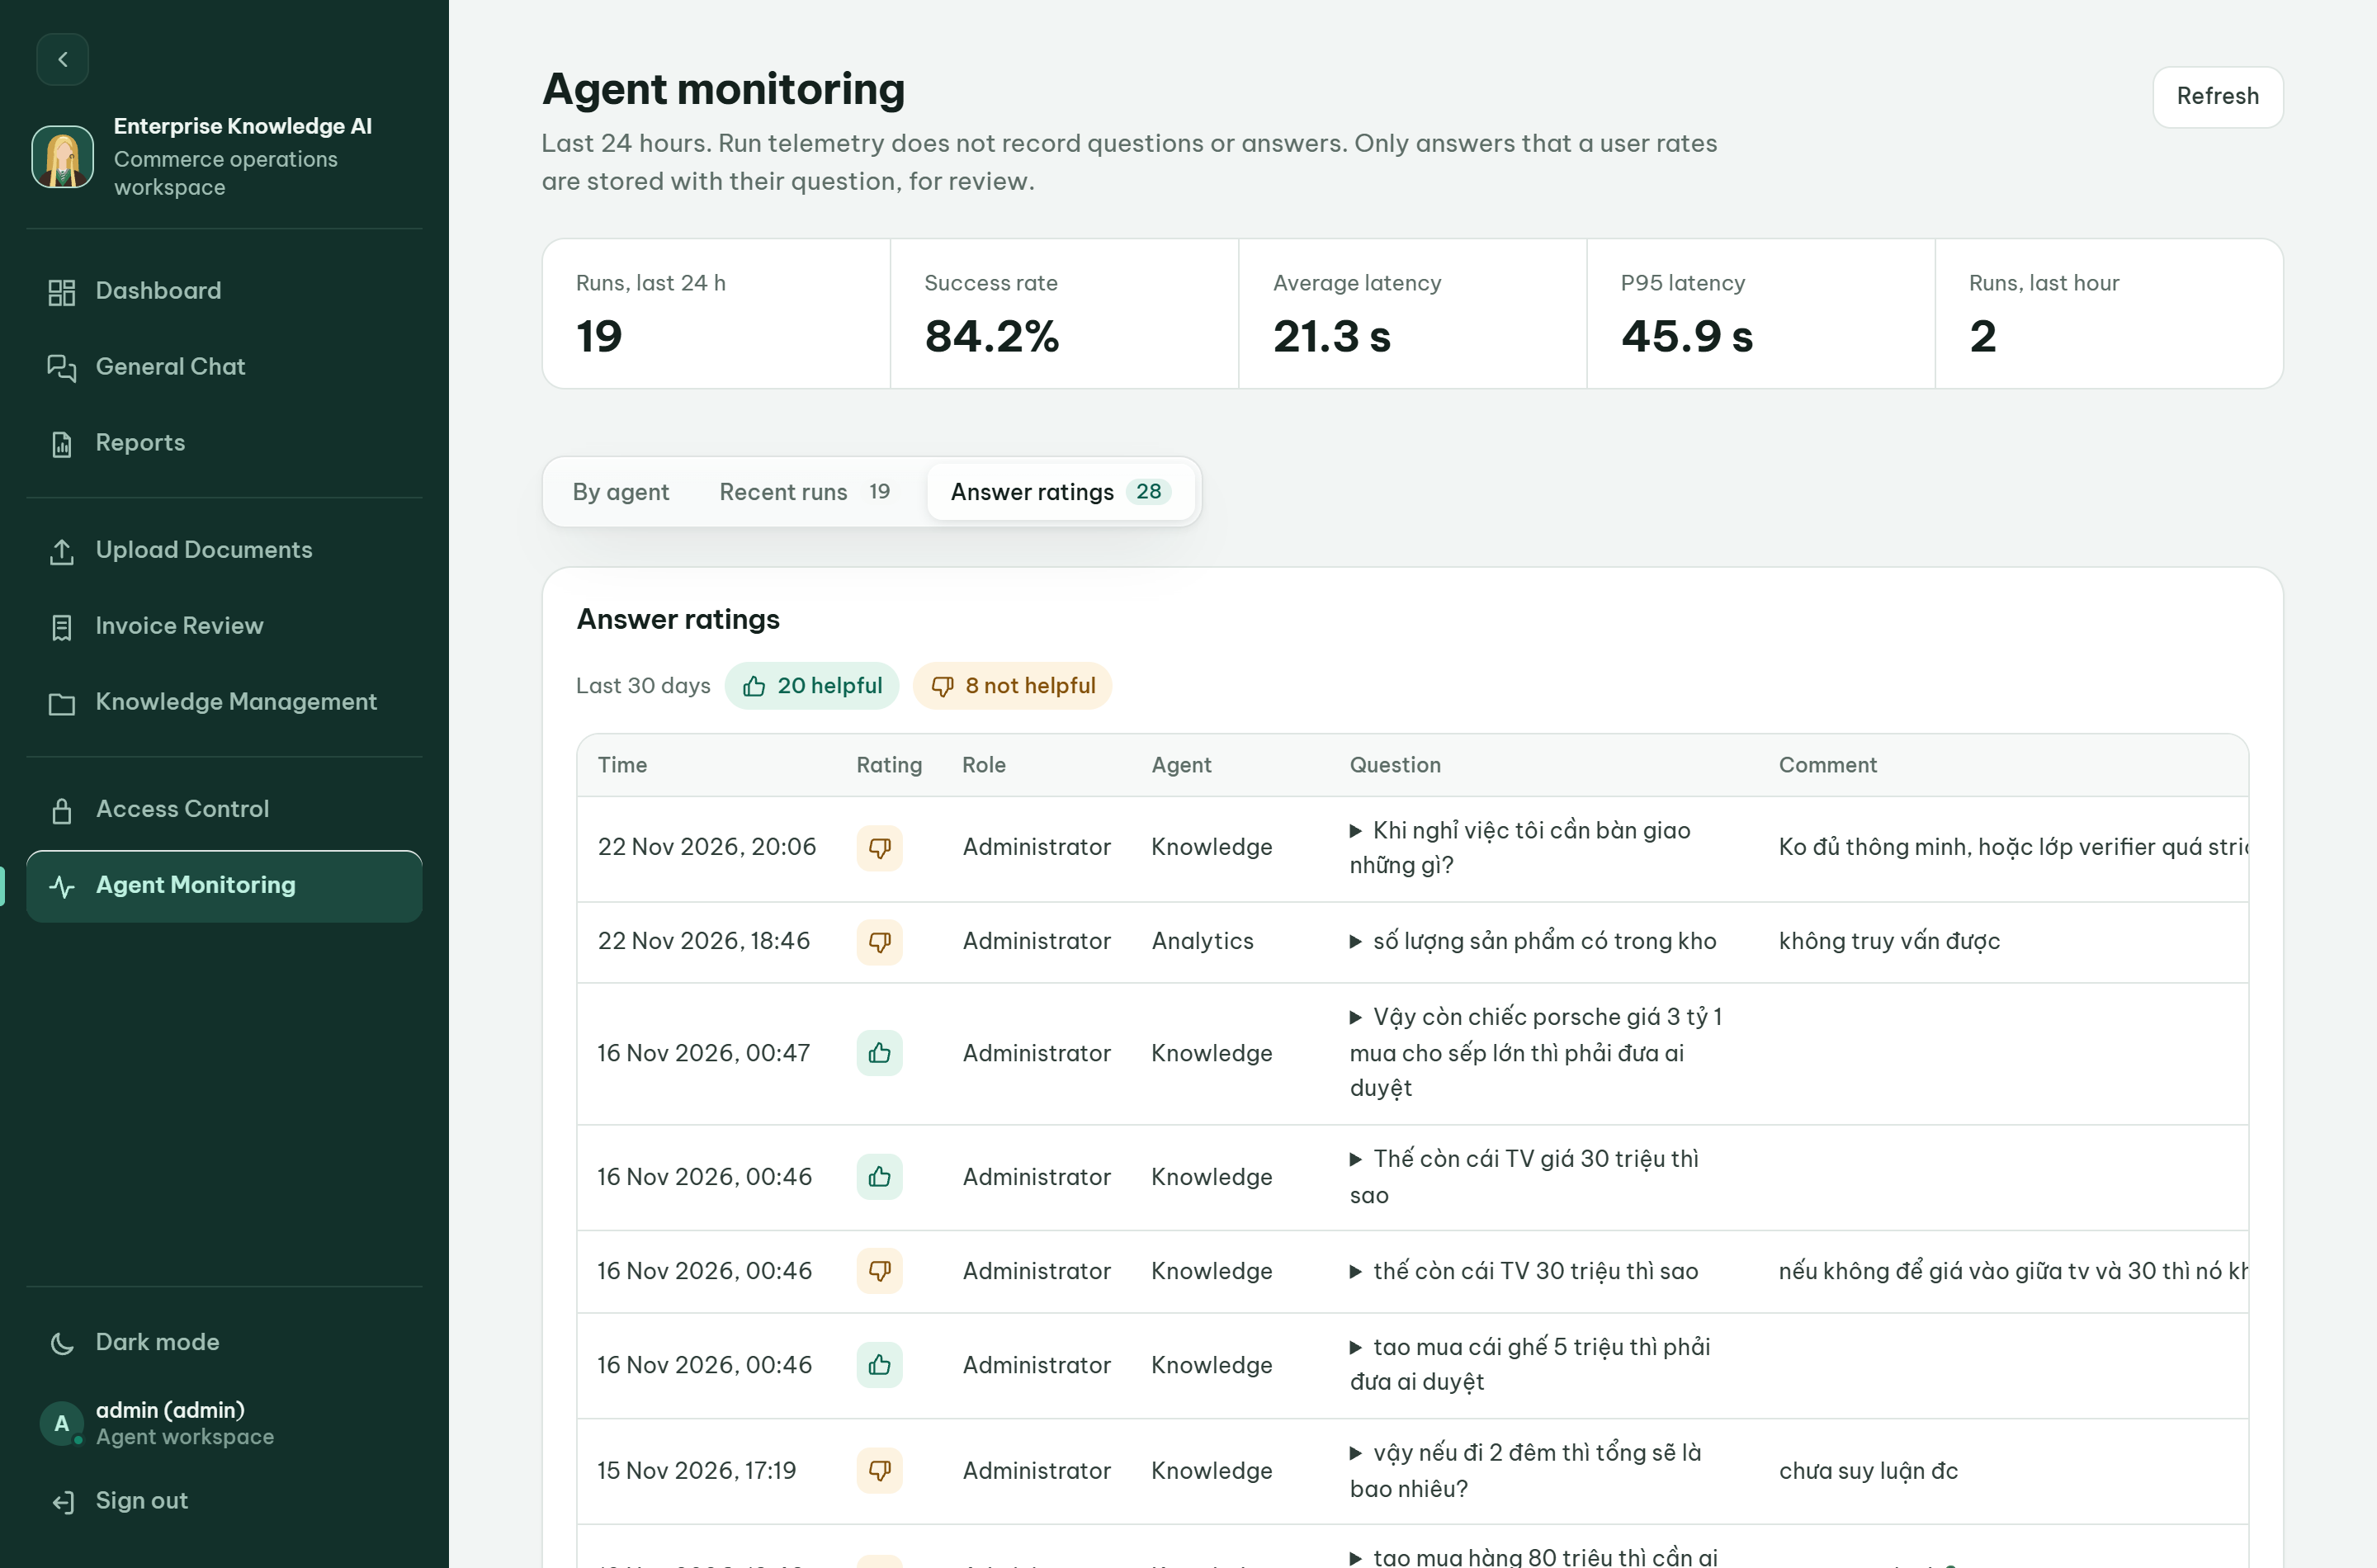 Enterprise Knowledge AI
Commerce operations
workspace
Dashboard
General Chat
Reports
Upload Documents
Invoice Review
Knowledge Management
Access Control
Agent Monitoring
Dark mode
A
admin (admin)
Agent workspace
Sign out
Agent monitoring
Refresh
Last 24 hours. Run telemetry does not record questions or answers. Only answers that a user rates
are stored with their question, for review.
Runs, last 24 h
19
Success rate
84.2%
Average latency
21.3 s
P95 latency
45.9 s
Runs, last hour
2
By agent Recent runs 19 Answer ratings 28
Answer ratings
Last 30 days 20 helpful 8 not helpful
Time Rating Role Agent Question Comment
22 Nov 2026, 20:06 Administrator Knowledge
Khi nghỉ việc tôi cần bàn giao
những gì?
Ko đủ thông minh, hoặc lớp verifier quá
22 Nov 2026, 18:46 Administrator Analytics số lượng sản phẩm có trong kho không truy vấn được
16 Nov 2026, 00:47 Administrator Knowledge
Vậy còn chiếc porsche giá 3 tỷ 1
mua cho sếp lớn thì phải đưa ai
duyệt
16 Nov 2026, 00:46 Administrator Knowledge
Thế còn cái TV giá 30 triệu thì
sao
16 Nov 2026, 00:46 Administrator Knowledge thế còn cái TV 30 triệu thì sao nếu không để giá vào giữa tv và 30 thì nó
16 Nov 2026, 00:46 Administrator Knowledge
tao mua cái ghế 5 triệu thì phải
đưa ai duyệt
15 Nov 2026, 17:19 Administrator Knowledge
vậy nếu đi 2 đêm thì tổng sẽ là
bao nhiêu?
chưa suy luận đc
tao mua hàng 80 triệu thì cần ai